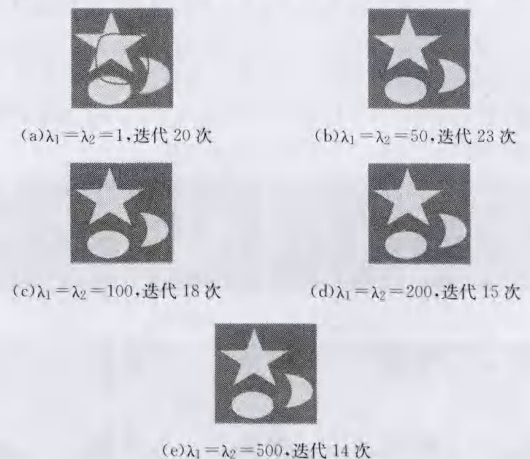 (a)λ₁=λ₂=1,迭代 20 次
(b)λ₁=λ₂=50,迭代 23 次
(c)λ₁=λ₂=100,迭代 18 次
(d)λ₁=λ₂=200,迭代 15 次
(e)λ₁=λ₂=500,迭代 14 次